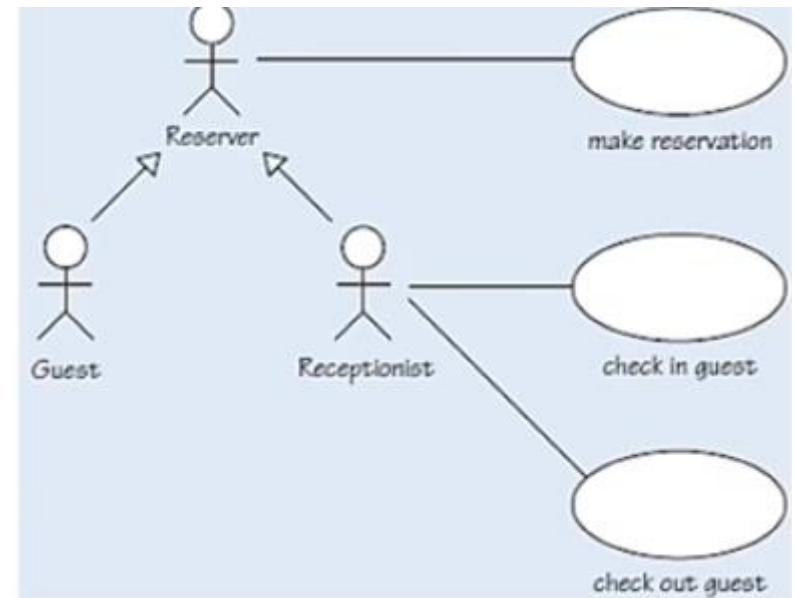 Reserver
make reservation
Guest
Receptionist
check in guest
check out guest